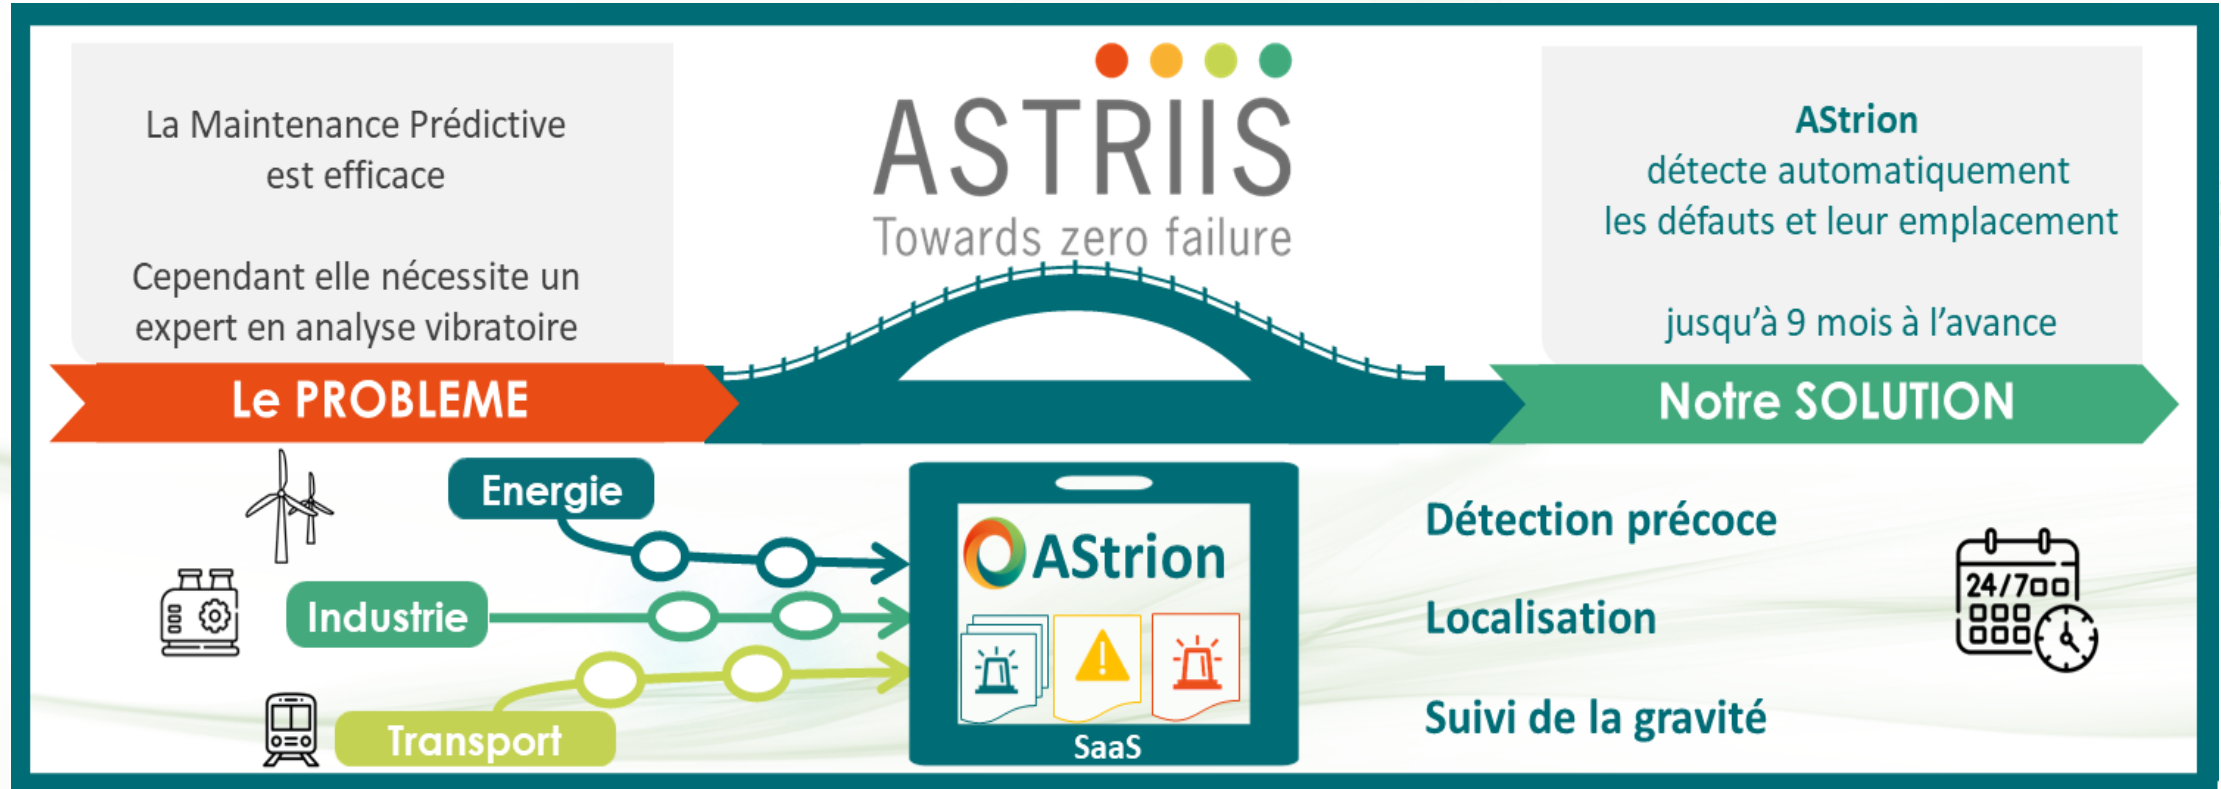 La Maintenance Prédictive
est efficace
Cependant elle nécessite un
expert en analyse vibratoire
Le PROBLEME
ASTRIIS
Towards zero failure
AStrion
détecte automatiquement
les défauts et leur emplacement
jusqu'à 9 mois à l'avance
Notre SOLUTION
Energie
Industrie
Transport
AStrion
SaaS
Détection précoce
Localisation
Suivi de la gravité
24/7